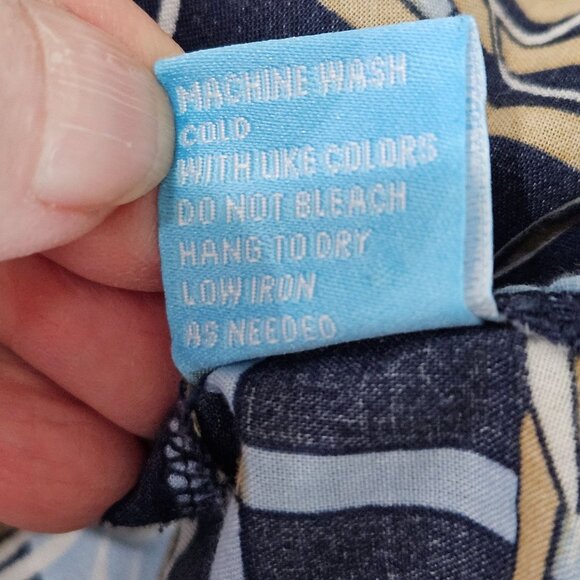 MACHINE WASH
COLD
WITH LIKE COLORS
DO NOT BLEACH
HANG TO DRY
LOW IRON
AS NEEDED